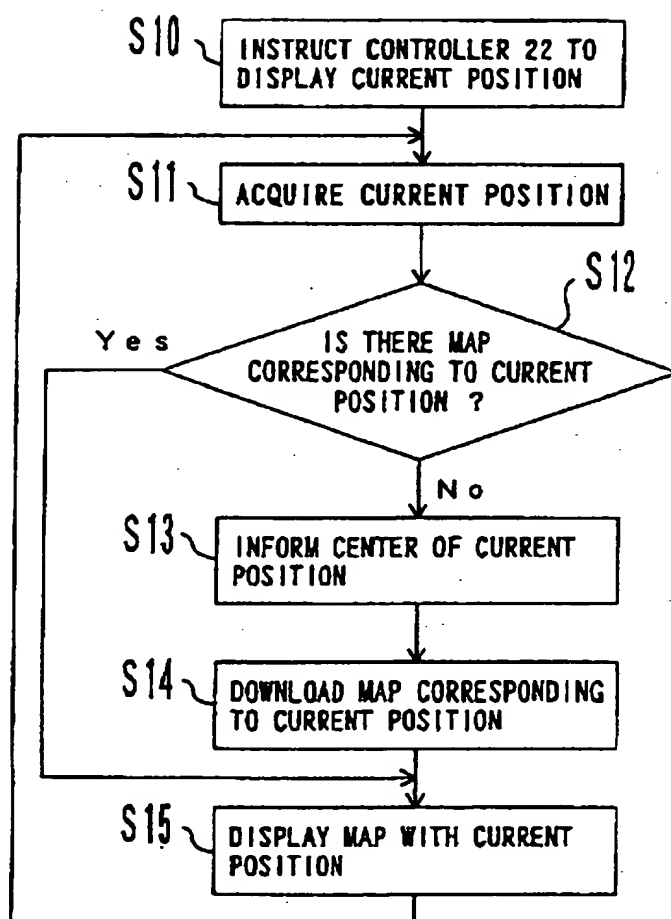 S10
INSTRUCT CONTROLLER 22 TO
DISPLAY CURRENT POSITION
S11
ACQUIRE CURRENT POSITION
S12
Yes
IS THERE MAP
CORRESPONDING TO CURRENT
POSITION ?
No
S13
INFORM CENTER OF CURRENT
POSITION
S14
DOWNLOAD MAP CORRESPONDING
TO CURRENT POSITION
S15
DISPLAY MAP WITH CURRENT
POSITION